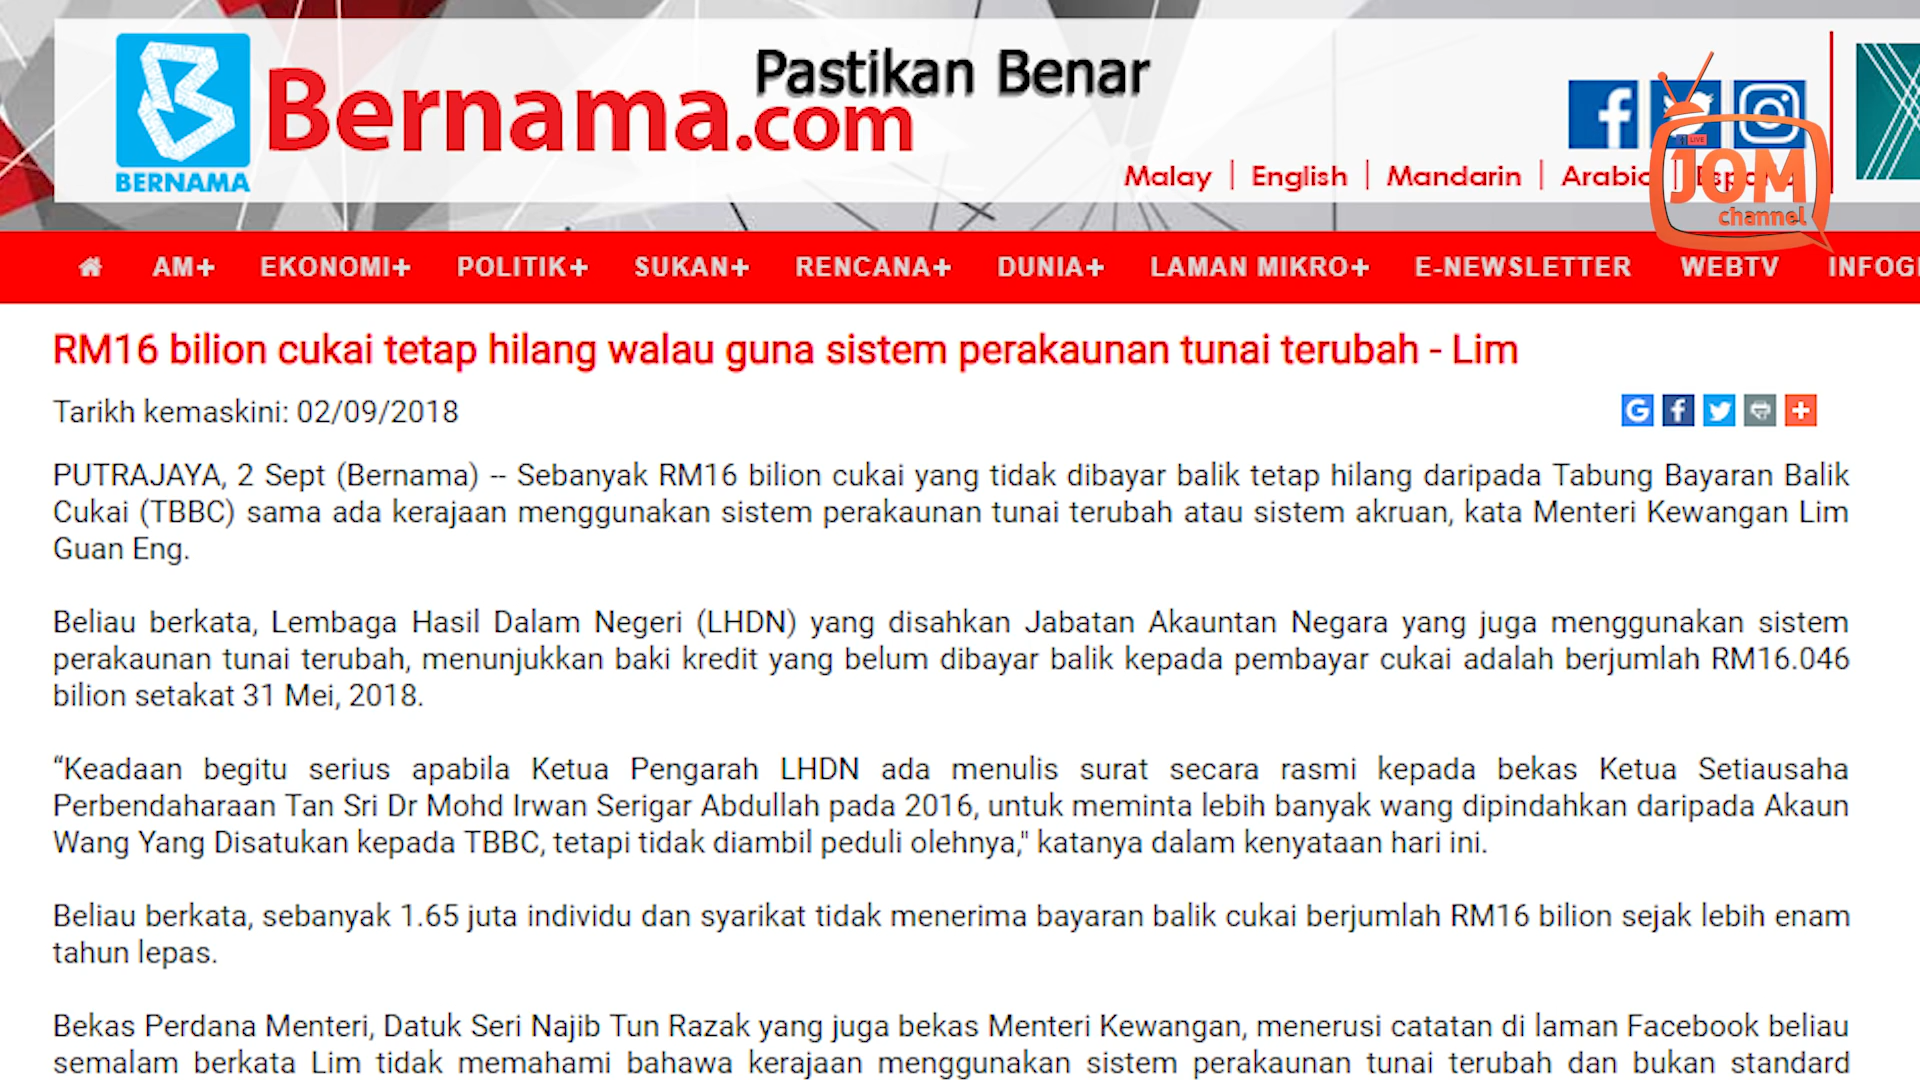 BERNAMA
Bernama.com
Pastikan Benar
Malay | English | Mandarin | Arabic |
LIVE
JOM
channel
AM+ EKONOMI+ POLITIK+ SUKAN+ RENCANA+ DUNIA+ LAMAN MIKRO+ E-NEWSLETTER WEBTV
RM16 bilion cukai tetap hilang walau guna sistem perakaunan tunai terubah - Lim
Tarikh kemaskini: 02/09/2018
PUTRAJAYA, 2 Sept (Bernama) -- Sebanyak RM16 bilion cukai yang tidak dibayar balik tetap hilang daripada Tabung Bayaran Balik
Cukai (TBBC) sama ada kerajaan menggunakan sistem perakaunan tunai terubah atau sistem akruan, kata Menteri Kewangan Lim
Guan Eng.
Beliau berkata, Lembaga Hasil Dalam Negeri (LHDN) yang disahkan Jabatan Akauntan Negara yang juga menggunakan sistem
perakaunan tunai terubah, menunjukkan baki kredit yang belum dibayar balik kepada pembayar cukai adalah berjumlah RM16.046
bilion setakat 31 Mei, 2018.
“Keadaan begitu serius apabila Ketua Pengarah LHDN ada menulis surat secara rasmi kepada bekas Ketua Setiausaha
Perbendaharaan Tan Sri Dr Mohd Irwan Serigar Abdullah pada 2016, untuk meminta lebih banyak wang dipindahkan daripada Akaun
Wang Yang Disatukan kepada TBBC, tetapi tidak diambil peduli olehnya," katanya dalam kenyataan hari ini.
Beliau berkata, sebanyak 1.65 juta individu dan syarikat tidak menerima bayaran balik cukai berjumlah RM16 bilion sejak lebih enam
tahun lepas.
Bekas Perdana Menteri, Datuk Seri Najib Tun Razak yang juga bekas Menteri Kewangan, menerusi catatan di laman Facebook beliau
semalam berkata Lim tidak memahami bahawa kerajaan menggunakan sistem perakaunan tunai terubah dan bukan standard